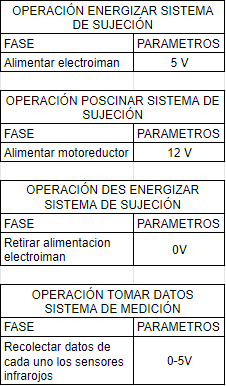 OPERACIÓN ENERGIZAR SISTEMA
DE SUJECIÓN
FASE PARAMETROS
Alimentar electroiman 5 V
OPERACIÓN POSCINAR SISTEMA DE
SUJECIÓN
FASE PARAMETROS
Alimentar motoreductor 12 V
OPERACIÓN DES ENERGIZAR
SISTEMA DE SUJECIÓN
FASE PARAMETROS
Retirar alimentacion
electroiman 0V
OPERACIÓN TOMAR DATOS
SISTEMA DE MEDICIÓN
FASE PARAMETROS
Recolectar datos de
cada uno los sensores 0-5V
infrarojos